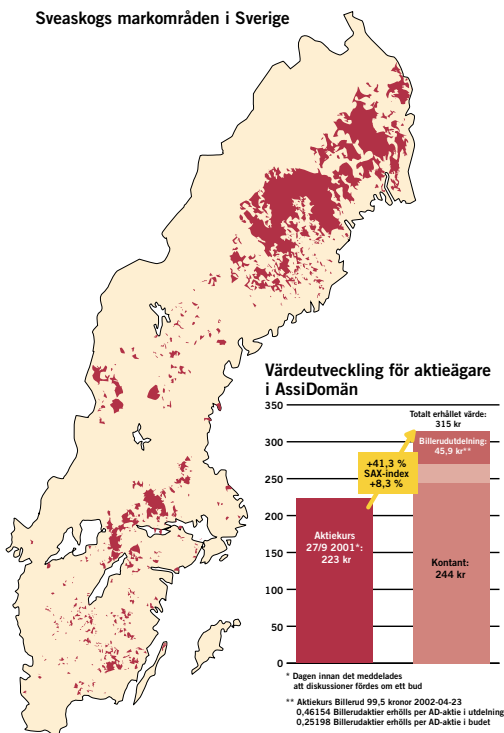 Sveaskogs markområden i Sverige
Värdeutveckling för aktieägare
i AssiDomän
350
300
250
200
150
100
50
0
Totalt erhållet värde:
315 kr
Billerudutdelning:
45,9 kr**
+41,3 %
SAX-index
+8,3 %
Aktiekurs
27/9 2001*:
223 kr
Kontant:
244 kr
* Dagen innan det meddelades
att diskussioner fördes om ett bud
** Aktiekurs Billerud 99,5 kronor 2002-04-23
0,46154 Billerudaktier erhölls per AD-aktie i utdelning
0,25198 Billerudaktier erhölls per AD-aktie i budet